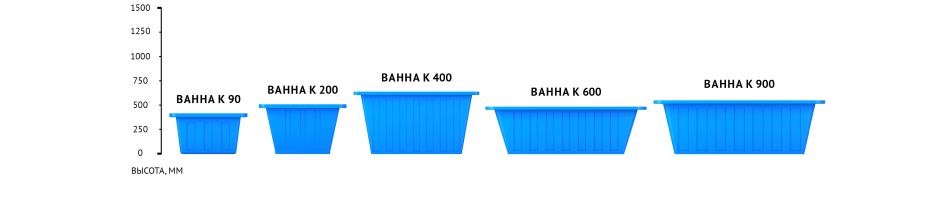 1500
1250
1000
750
500
250
0
ВЫСОТА, ММ
ВАННА К 90
ВАННА К 200
ВАННА К 400
ВАННА К 600
ВАННА К 900